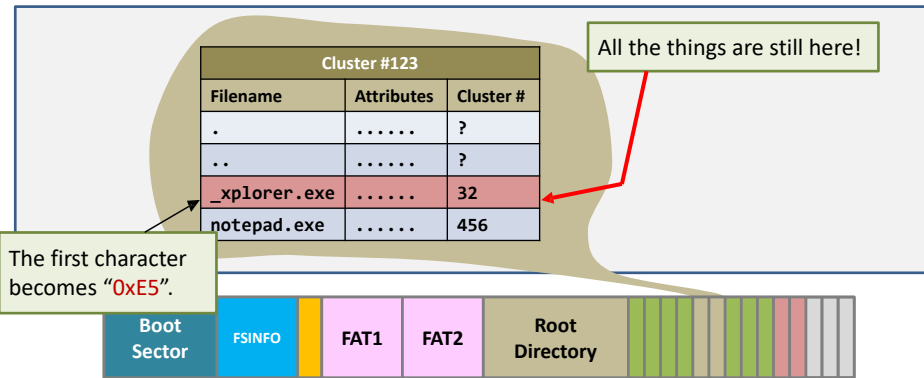 All the things are still here!
Cluster #123
Filename Attributes Cluster #
. ...... ?
.. ...... ?
_xplorer.exe ...... 32
notepad.exe ...... 456
The first character
becomes “0xE5”.
Boot
Sector
FSINFO
FAT1
FAT2
Root
Directory